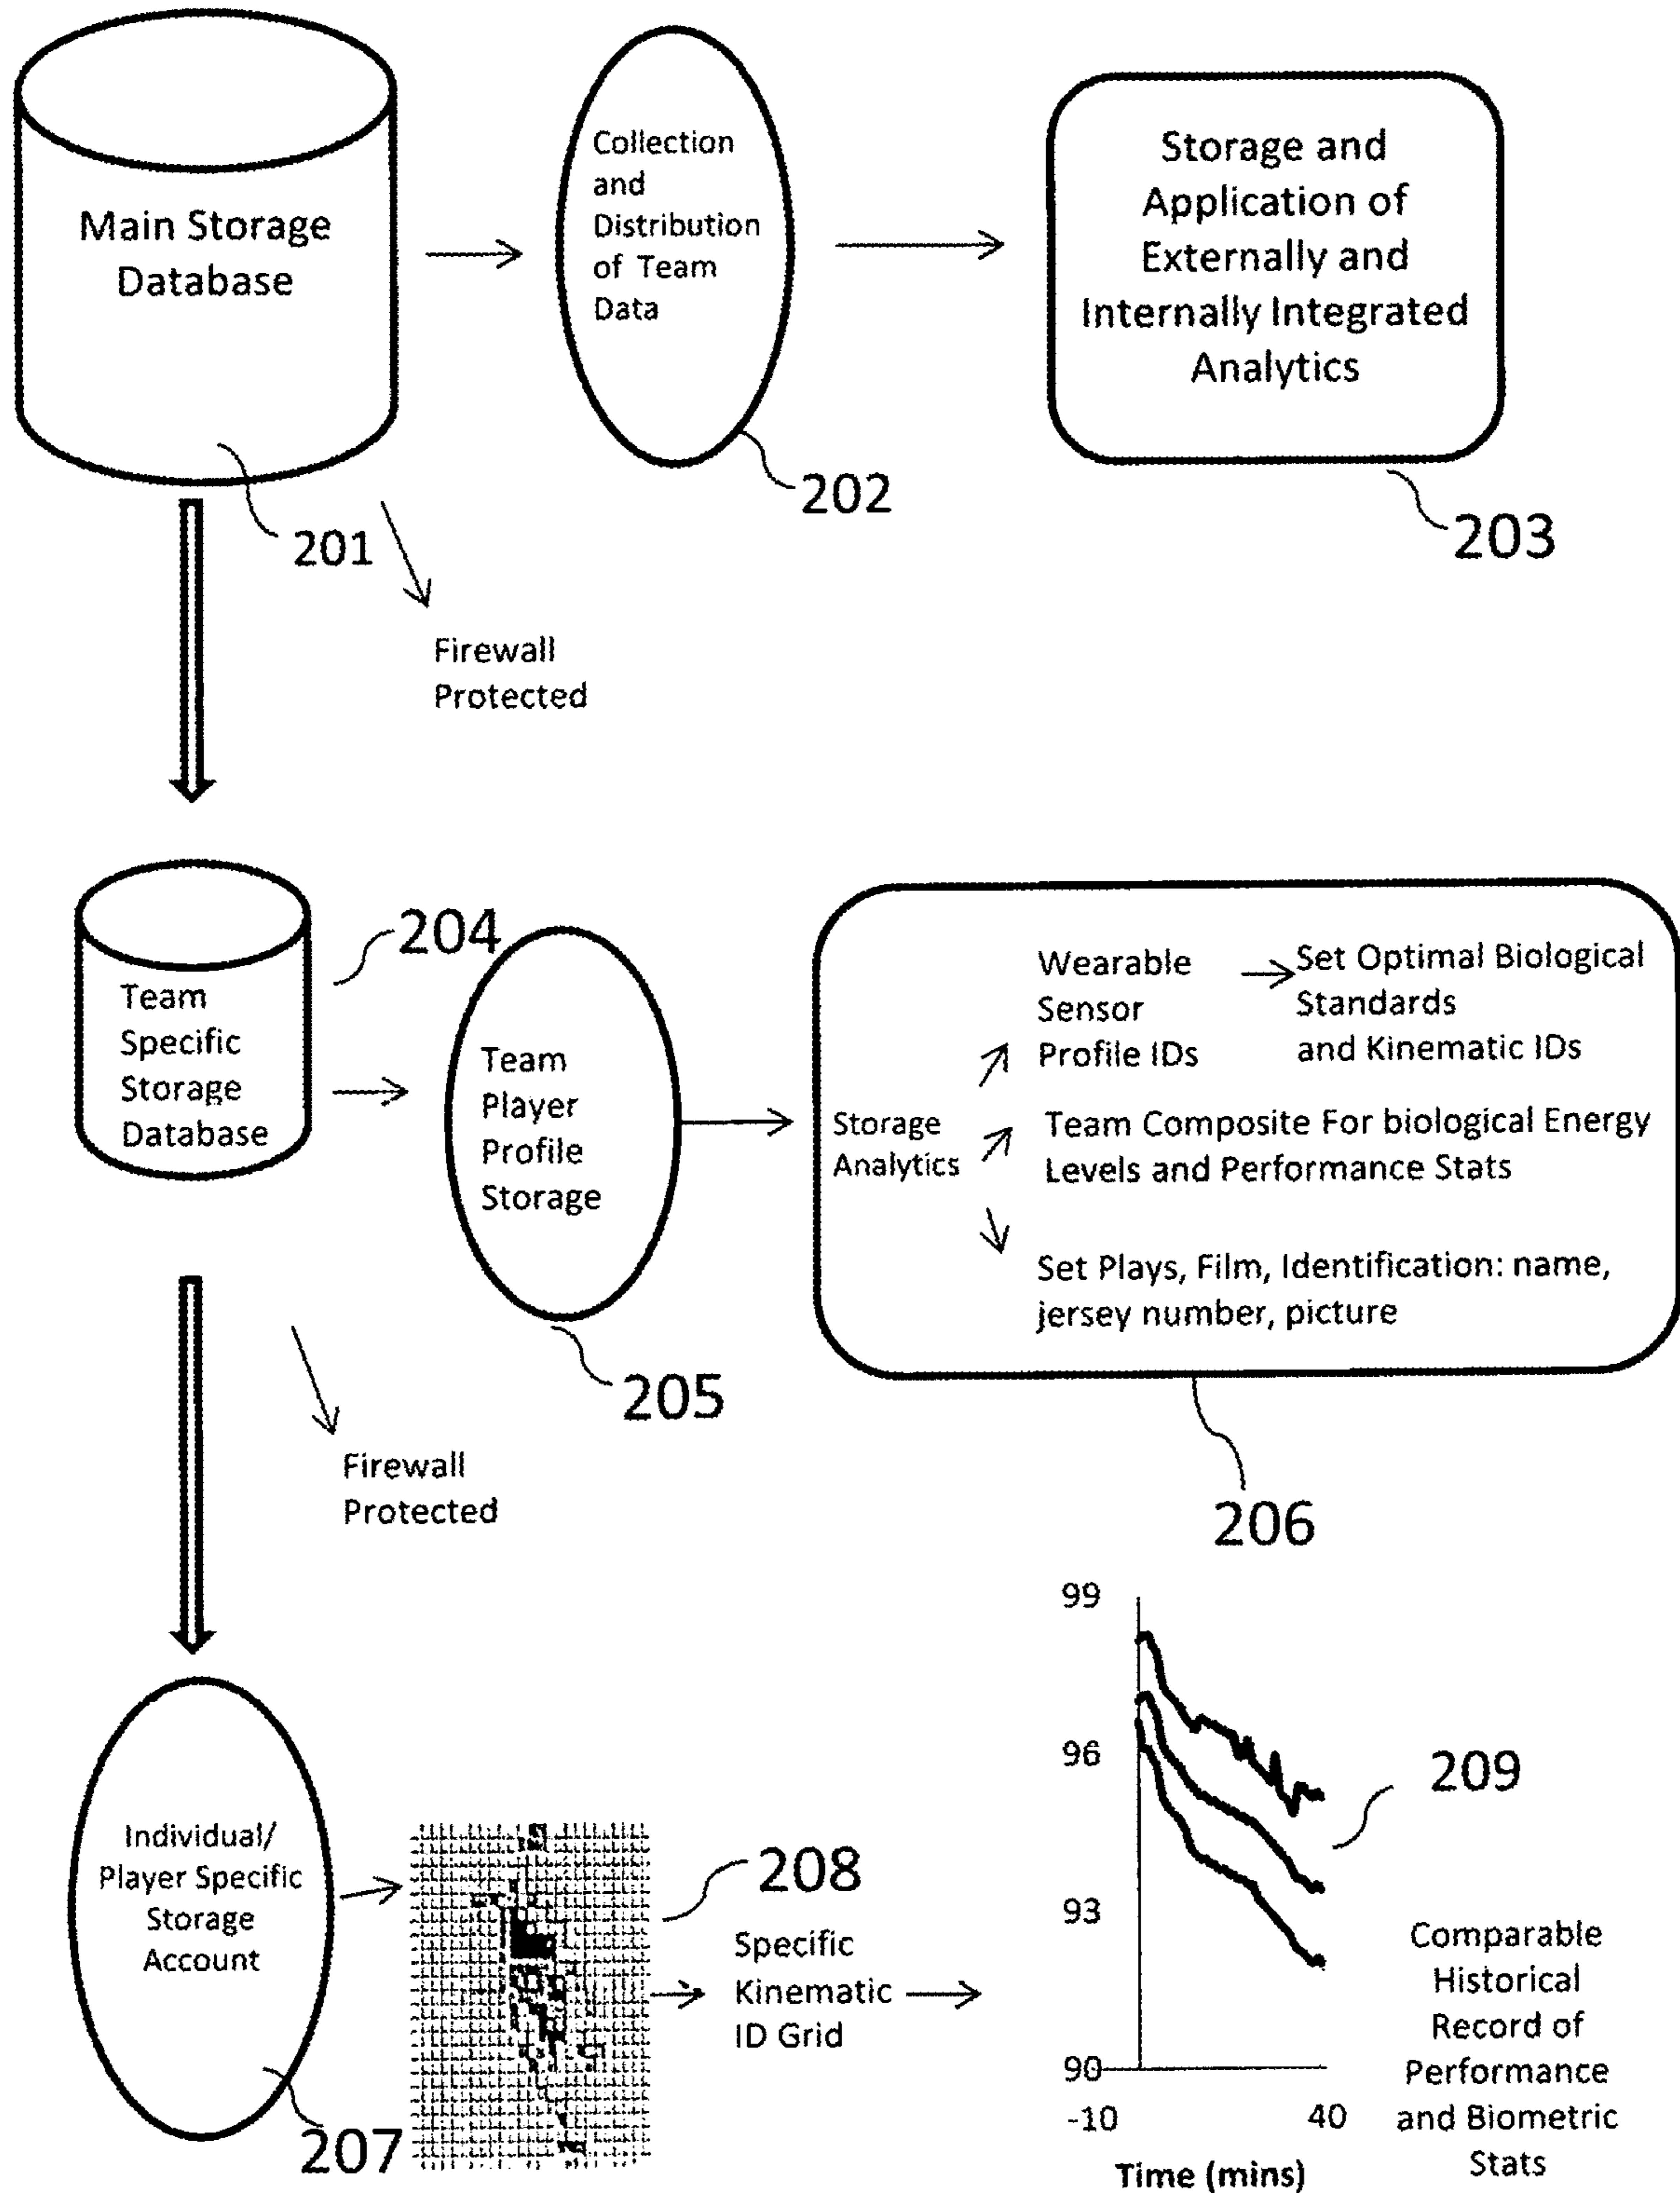 Main Storage
Database
Collection
and
Distribution
of Team
Data
Storage and
Application of
Externally and
Internally Integrated
Analytics
201
202
203
Firewall
Protected
204
Team
Specific
Storage
Database
Team
Player
Profile
Storage
205
Storage
Analytics
Wearable
Sensor
Profile IDs
Set Optimal Biological
Standards
and Kinematic IDs
Team Composite For biological Energy
Levels and Performance Stats
Set Plays, Film, Identification: name,
jersey number, picture
206
Firewall
Protected
Individual/
Player Specific
Storage
Account
207
208
Specific
Kinematic
ID Grid
99
96
93
90
-10
40
Time (mins)
209
Comparable
Historical
Record of
Performance
and Biometric
Stats